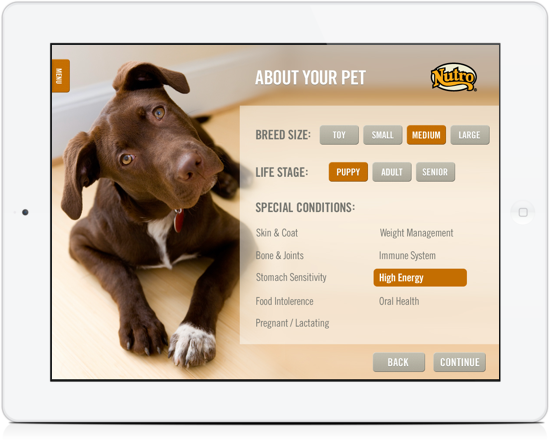 MENU
ABOUT YOUR PET
Nutro
BREED SIZE: TOY SMALL MEDIUM LARGE
LIFE STAGE: PUPPY ADULT SENIOR
SPECIAL CONDITIONS:
Skin & Coat Weight Management
Bone & Joints Immune System
Stomach Sensitivity High Energy
Food Intolerence Oral Health
Pregnant / Lactating
BACK CONTINUE